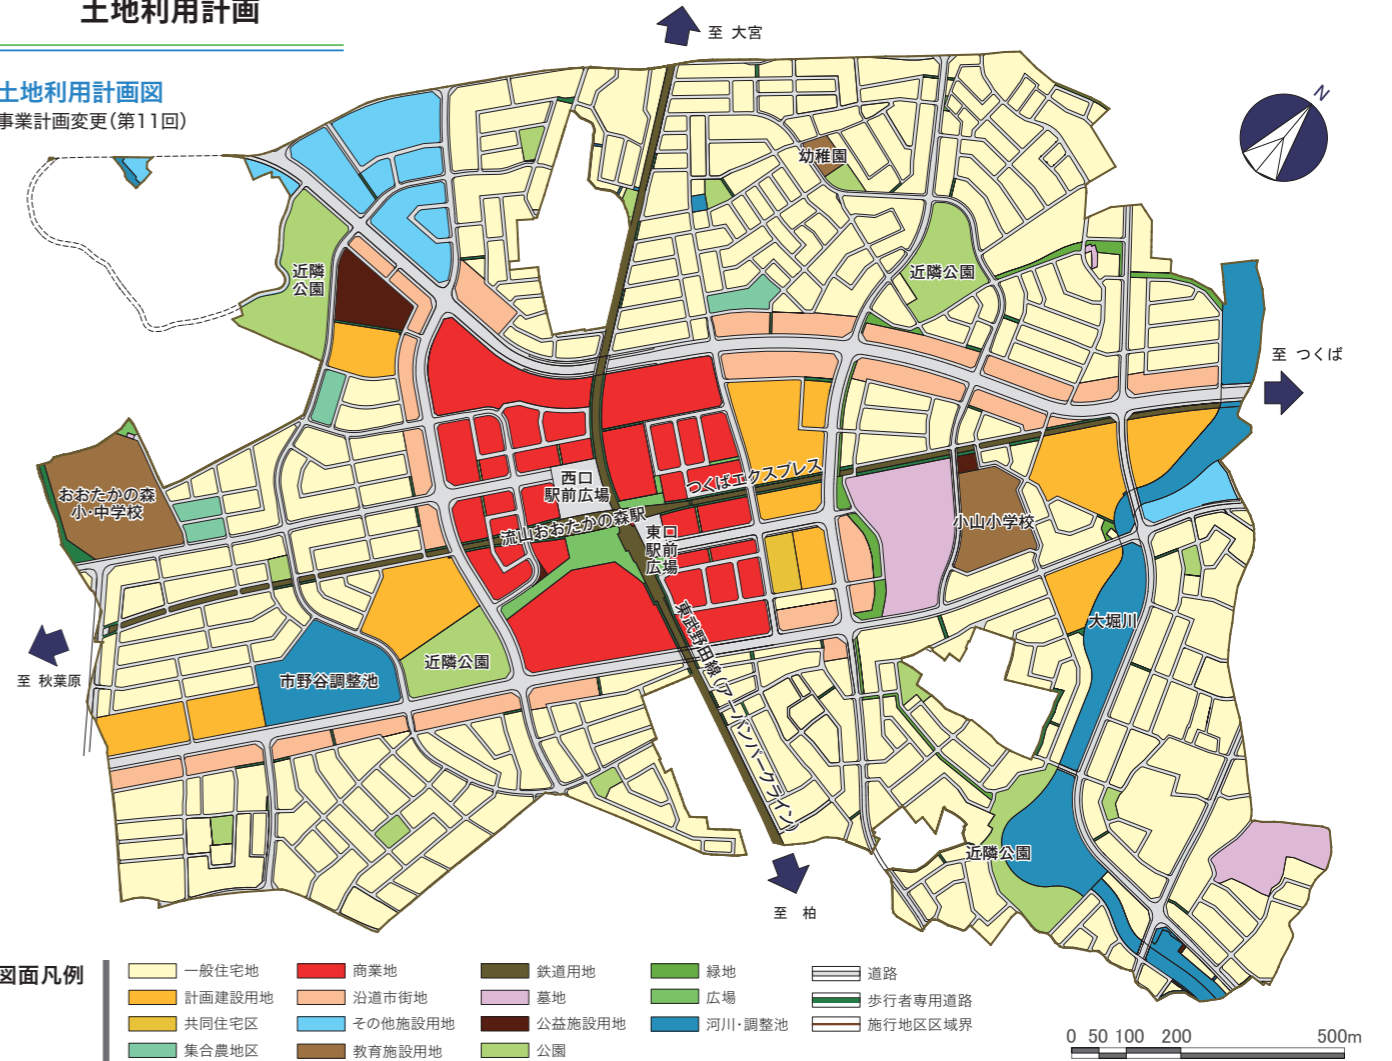 土地利用計画
土地利用計画図
事業計画変更(第11回)
至 大宮
N
幼稚園
近隣
公園
近隣公園
至 つくば
西口
駅前広場
つくばエクスプレス
おおたかの森
小・中学校
流山おおたかの森駅
東口
駅前
広場
小山小学校
大堀川
東武野田線(アーバンパークライン)
至 秋葉原
市野谷調整池
近隣公園
近隣公園
至 柏
図面凡例
一般住宅地
計画建設用地
共同住宅区
集合農地区
商業地
沿道市街地
その他施設用地
教育施設用地
鉄道用地
墓地
公益施設用地
公園
緑地
広場
河川・調整池
道路
歩行者専用道路
施行地区区域界
0 50 100 200 500m